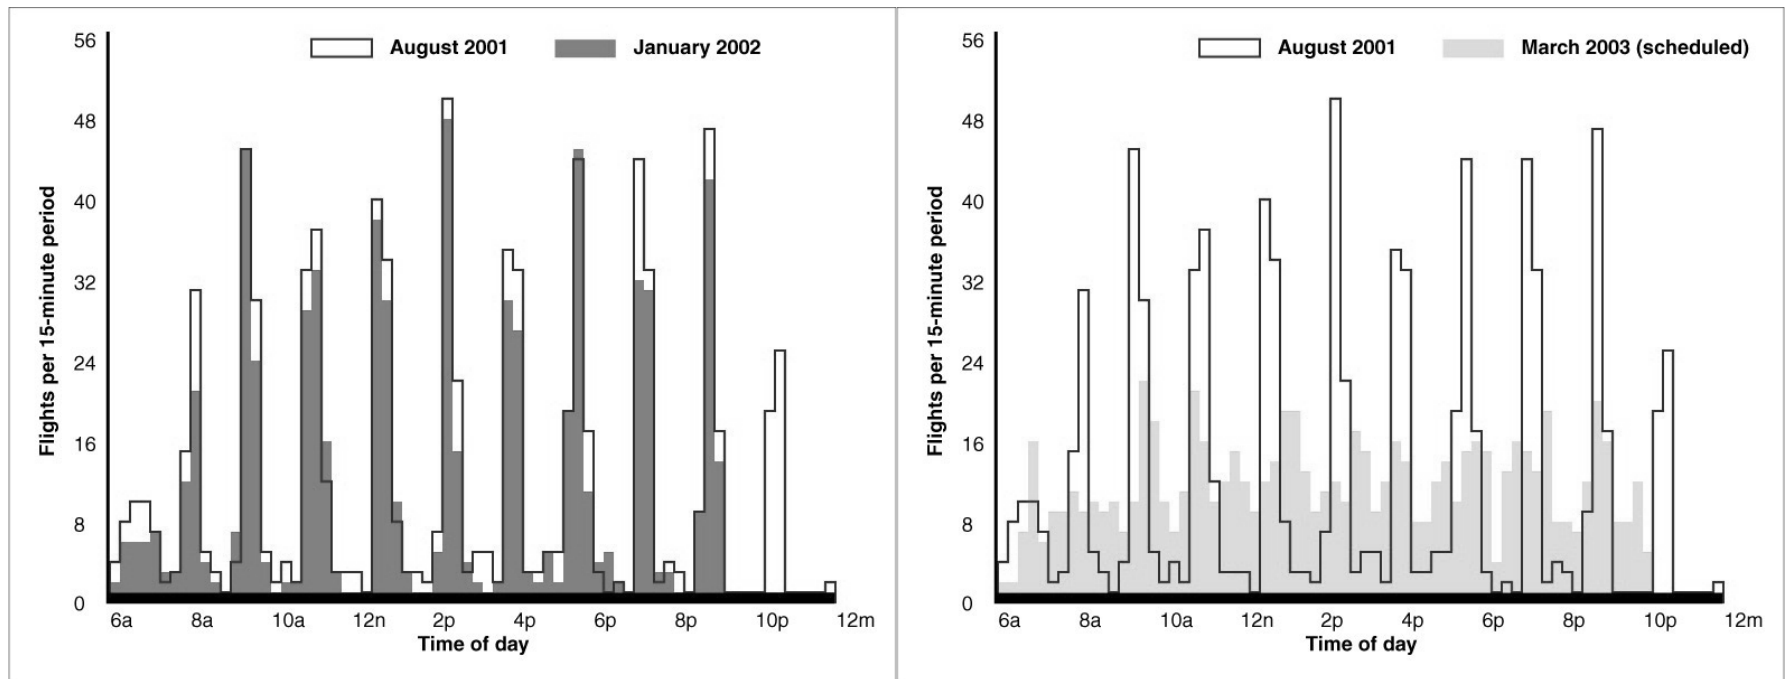 August 2001
January 2002
Flights per 15-minute period
56
48
40
32
24
16
8
0
6a 8a 10a 12n 2p 4p 6p 8p 10p 12m
Time of day
August 2001
March 2003 (scheduled)
Flights per 15-minute period
56
48
40
32
24
16
8
0
6a 8a 10a 12n 2p 4p 6p 8p 10p 12m
Time of day